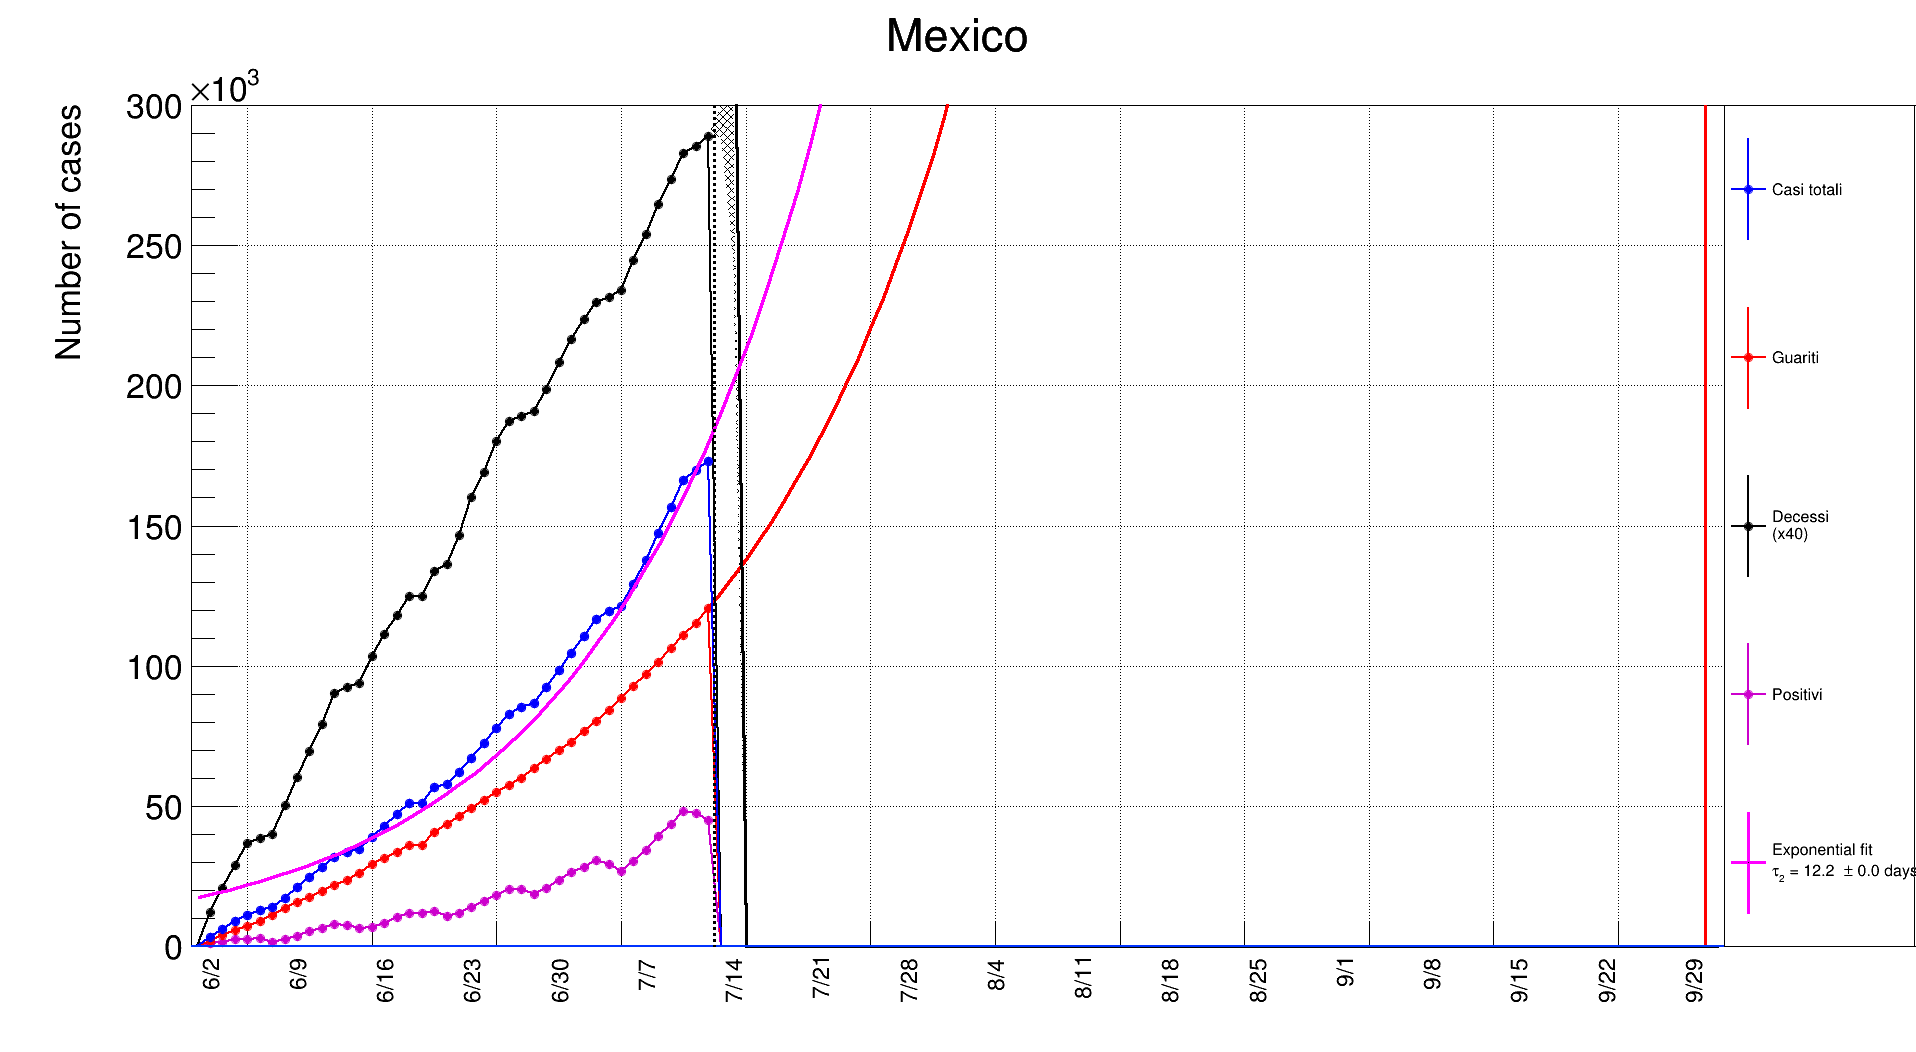 Mexico
×10³
Number of cases
300
250
200
150
100
50
0
6/2 6/9 6/16 6/23 6/30 7/7 7/14 7/21 7/28 8/4 8/11 8/18 8/25 9/1 9/8 9/15 9/22 9/29
Casi totali
Guariti
Decessi
(x40)
Positivi
Exponential fit
τ₂ = 12.2 ± 0.0 days